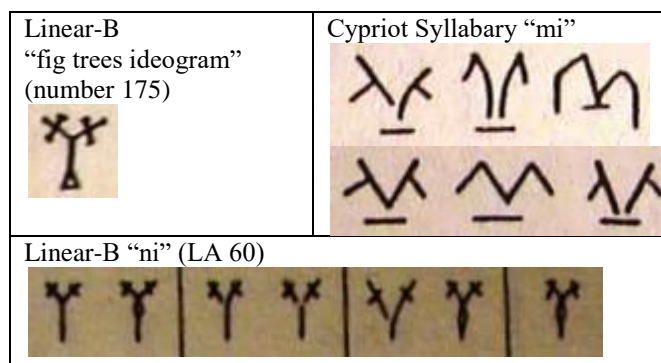 Linear-B
“fig trees ideogram”
(number 175)
Cypriot Syllabary “mi”
Linear-B “ni” (LA 60)